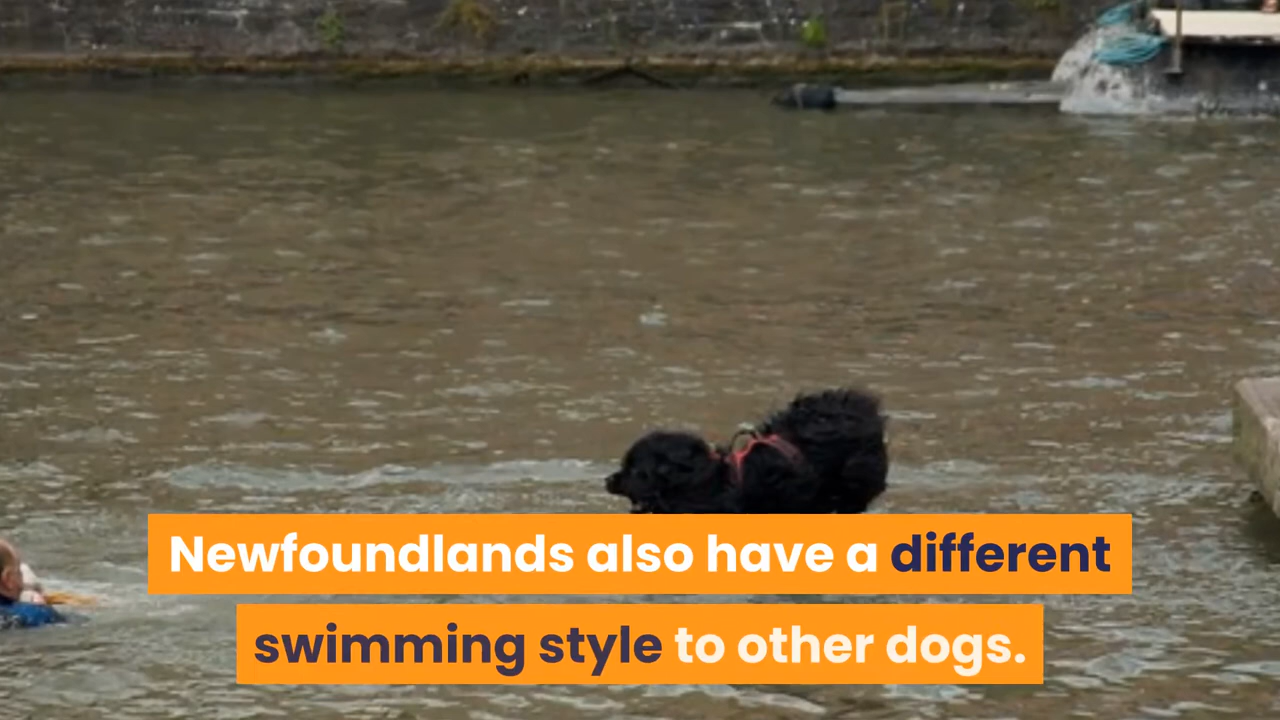 Newfoundlands also have a different
swimming style to other dogs.